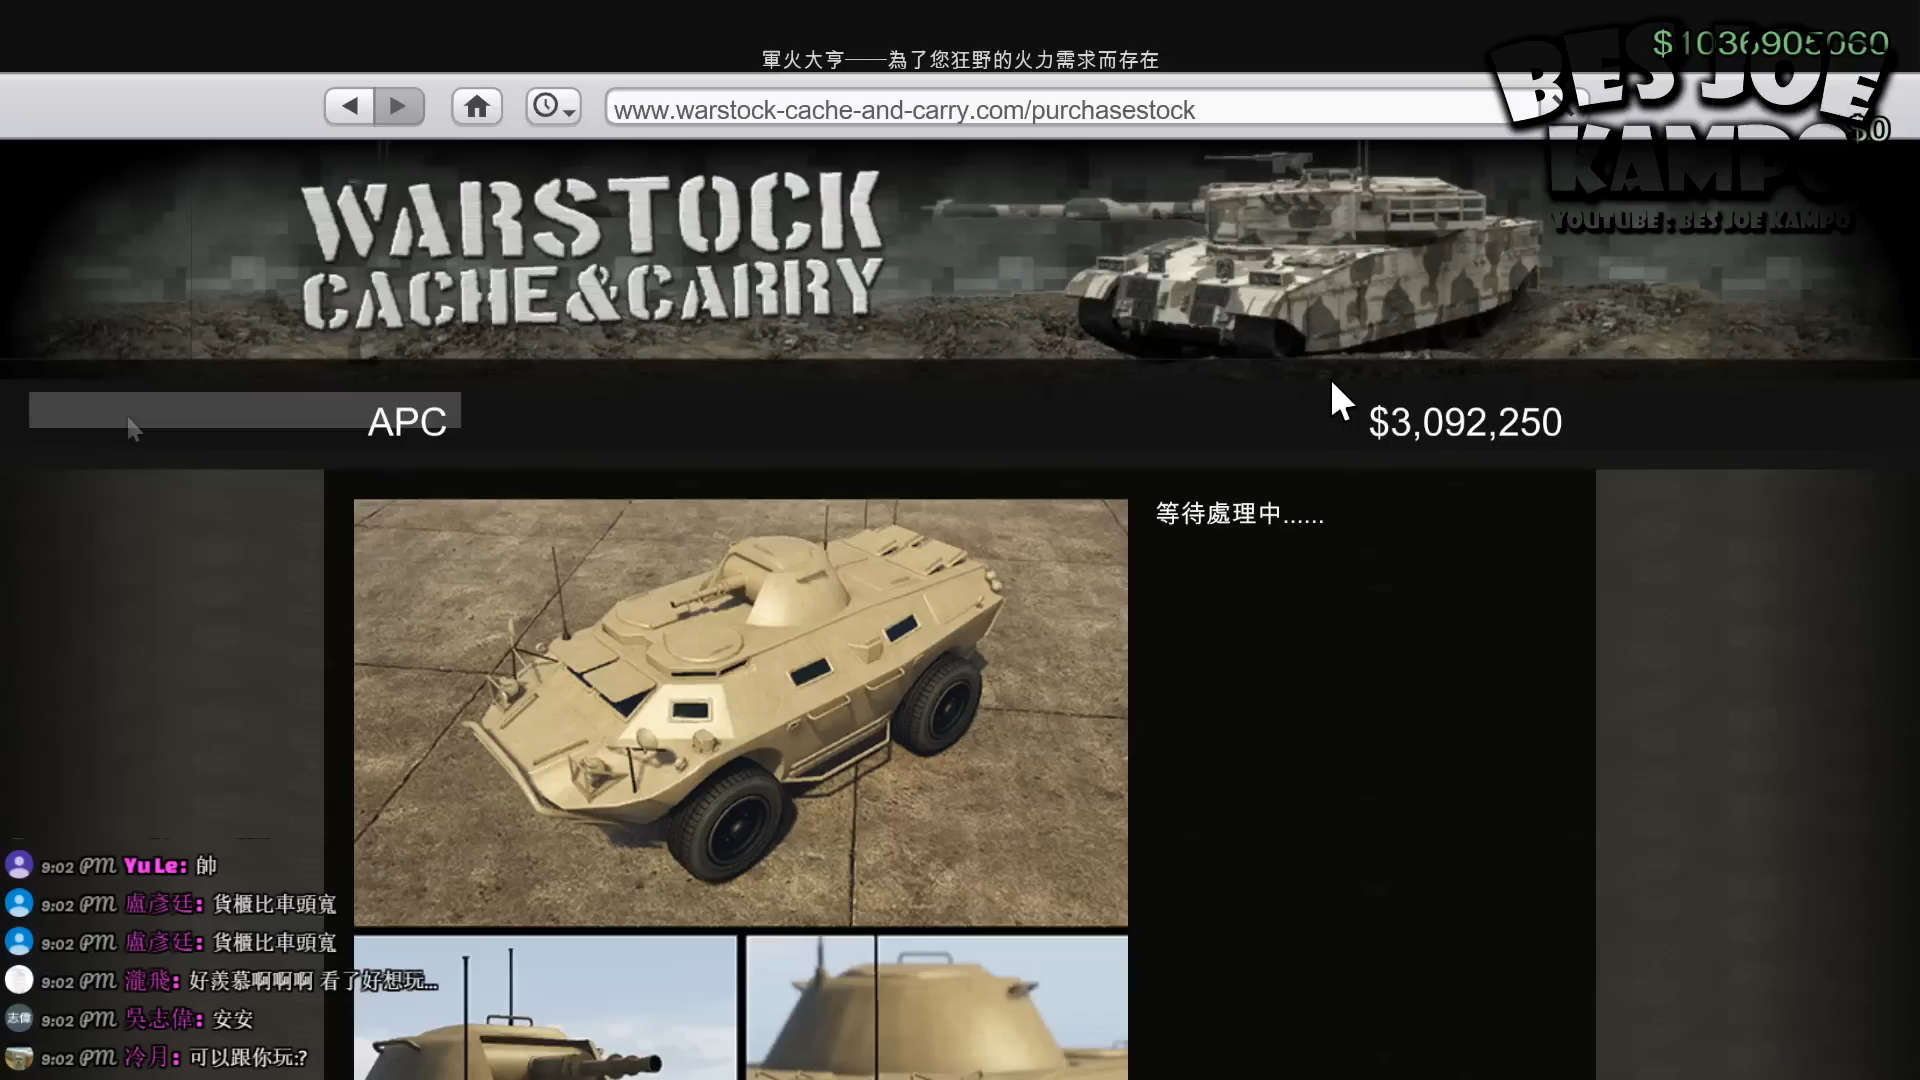 軍火大亨——為了您狂野的火力需求而存在
$1036905060
www.warstock-cache-and-carry.com/purchasestock
$0
BES JOE
KAMPO
YOUTUBE : BES JOE KAMPO
WARSTOCK
CACHE&CARRY
APC
$3,092,250
等待處理中......
9:02 PM Yu Le: 帥
9:02 PM 盧彥廷: 貨櫃比車頭寬
9:02 PM 盧彥廷: 貨櫃比車頭寬
9:02 PM 瀧飛: 好羨慕啊啊啊 看了好想玩...
志偉
9:02 PM 吳志偉: 安安
9:02 PM 冷月: 可以跟你玩:?